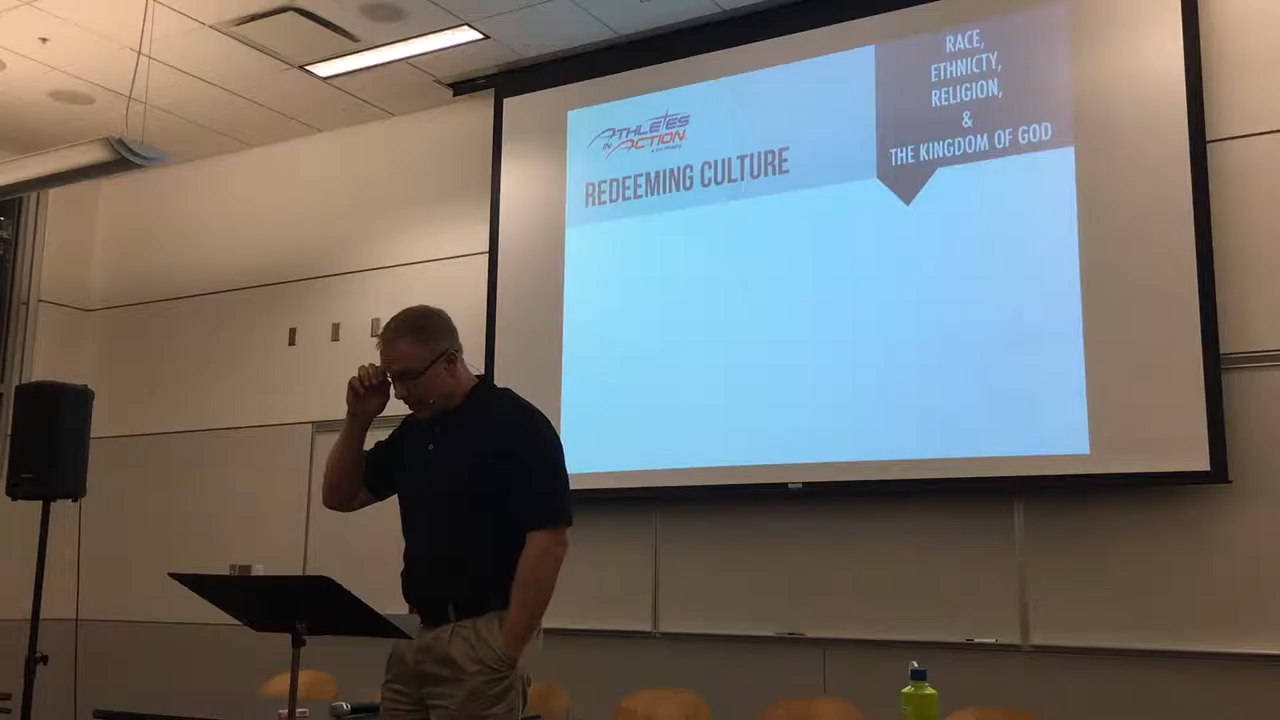 ATHLETES
IN ACTION
REDEEMING CULTURE
RACE,
ETHNICTY,
RELIGION,
&
THE KINGDOM OF GOD